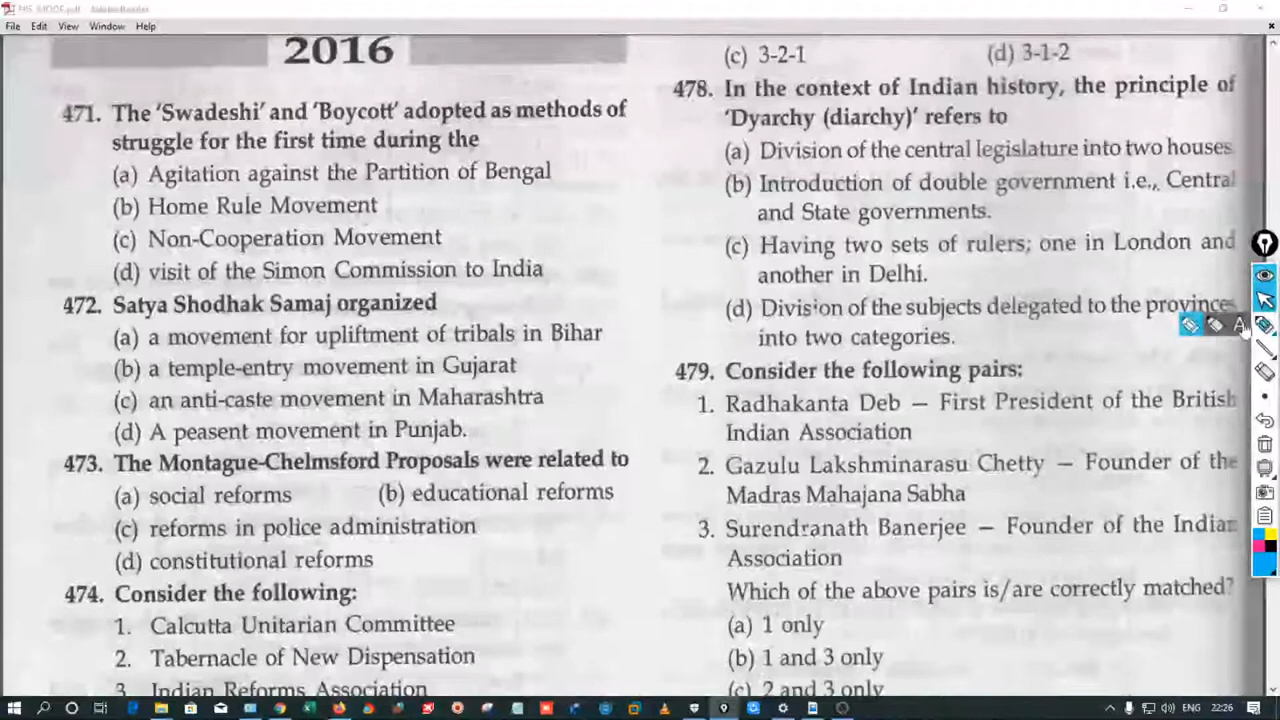 File Edit View Window Help
2016
471. The 'Swadeshi' and 'Boycott' adopted as methods of
struggle for the first time during the
(a) Agitation against the Partition of Bengal
(b) Home Rule Movement
(c) Non-Cooperation Movement
(d) visit of the Simon Commission to India
472. Satya Shodhak Samaj organized
(a) a movement for upliftment of tribals in Bihar
(b) a temple-entry movement in Gujarat
(c) an anti-caste movement in Maharashtra
(d) A peasent movement in Punjab.
473. The Montague-Chelmsford Proposals were related to
(a) social reforms (b) educational reforms
(c) reforms in police administration
(d) constitutional reforms
474. Consider the following:
1. Calcutta Unitarian Committee
2. Tabernacle of New Dispensation
3. Indian Reforms Association
(c) 3-2-1 (d) 3-1-2
478. In the context of Indian history, the principle of
'Dyarchy (diarchy)' refers to
(a) Division of the central legislature into two houses
(b) Introduction of double government i.e., Central
and State governments.
(c) Having two sets of rulers; one in London and
another in Delhi.
(d) Division of the subjects delegated to the provinces
into two categories.
479. Consider the following pairs:
1. Radhakanta Deb – First President of the British
Indian Association
2. Gazulu Lakshminarasu Chetty – Founder of the
Madras Mahajana Sabha
3. Surendranath Banerjee – Founder of the Indian
Association
Which of the above pairs is/are correctly matched?
(a) 1 only
(b) 1 and 3 only
(c) 2 and 3 only
ENG 22:26